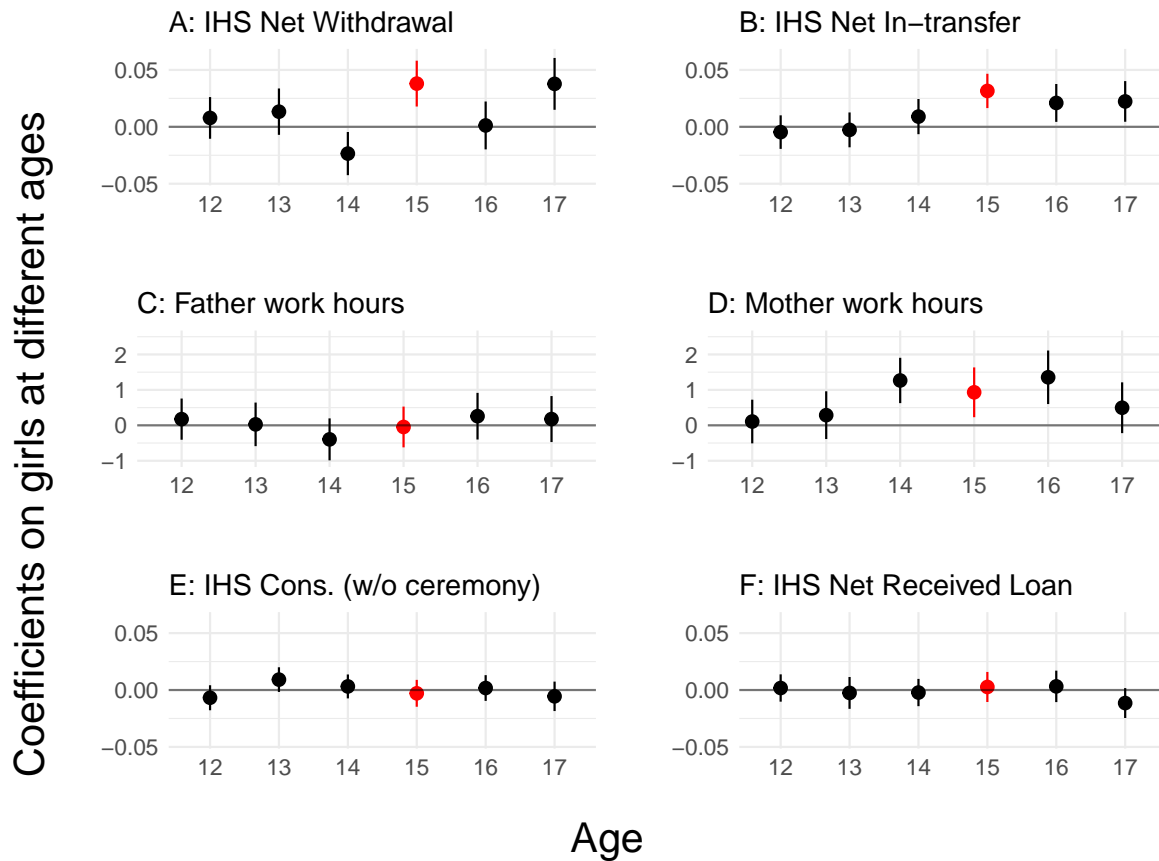 Coefficients on girls at different ages
A: IHS Net Withdrawal
0.05
0.00
−0.05
12 13 14 15 16 17
B: IHS Net In−transfer
0.05
0.00
−0.05
12 13 14 15 16 17
C: Father work hours
2
1
0
−1
12 13 14 15 16 17
D: Mother work hours
2
1
0
−1
12 13 14 15 16 17
E: IHS Cons. (w/o ceremony)
0.05
0.00
−0.05
12 13 14 15 16 17
F: IHS Net Received Loan
0.05
0.00
−0.05
12 13 14 15 16 17
Age